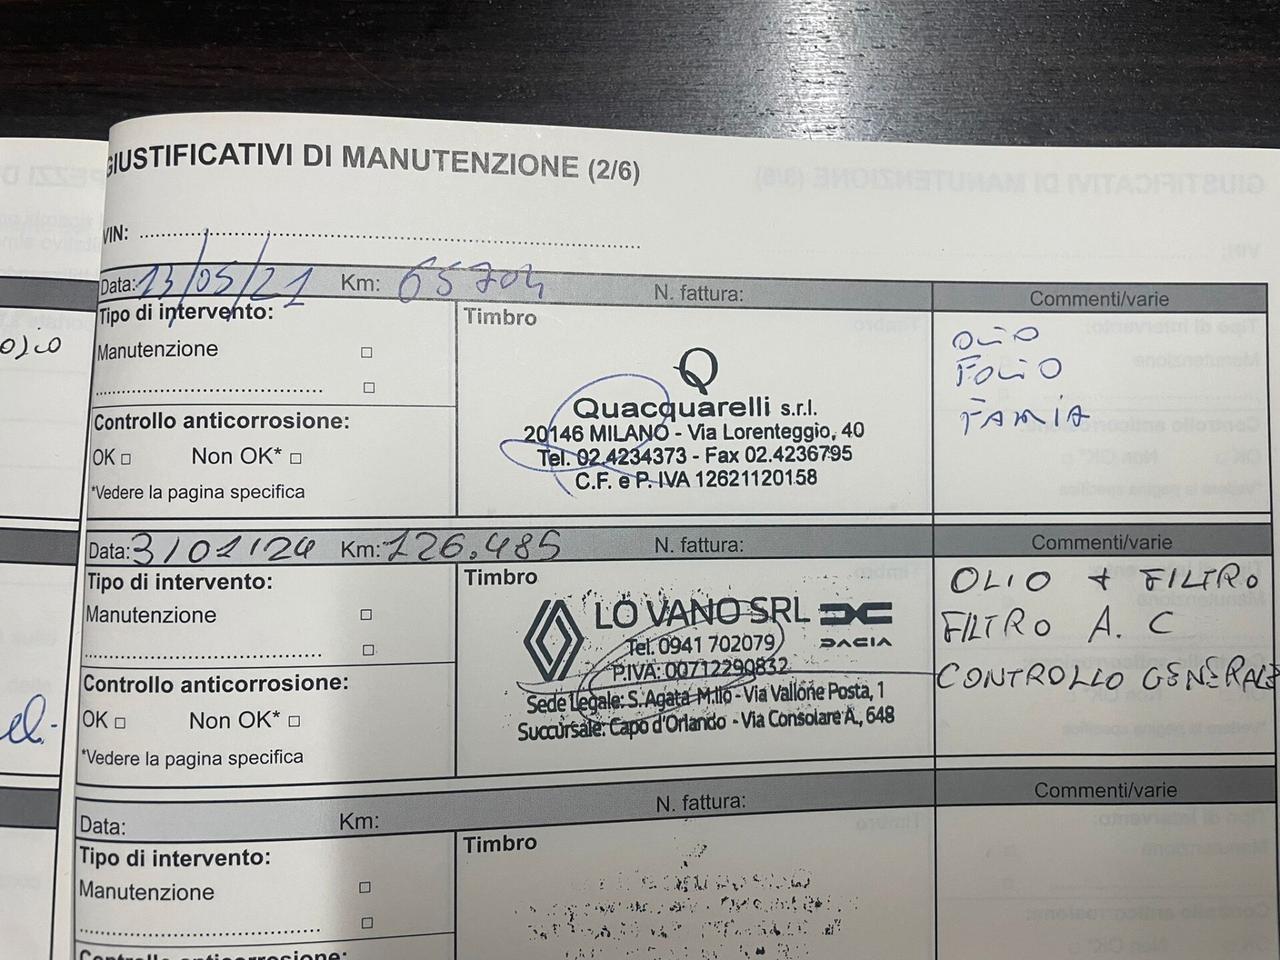 GIUSTIFICATIVI DI MANUTENZIONE (2/6)
VIN:
Data: 13/05/21 Km: 65704 N. fattura: Commenti/varie
Tipo di intervento:
Manutenzione
Controllo anticorrosione:
OK Non OK*
*Vedere la pagina specifica
Timbro
Q
Quacquarelli s.r.l.
20146 MILANO - Via Lorenteggio, 40
Tel. 02.4234373 - Fax 02.4236795
C.F. e P. IVA 12621120158
OLiO
FOLiO
Data: 3/01/24 Km: 126.485 N. fattura: Commenti/varie
Tipo di intervento:
Manutenzione
Controllo anticorrosione:
OK Non OK*
*Vedere la pagina specifica
Timbro
LO VANO SRL
DACIA
Tel. 0941 702079
P.IVA: 00712290832
Sede Legale: S. Agata M.llo - Via Vallone Posta, 1
Succursale: Capo d'Orlando - Via Consolare A., 648
OLIO + FILTRO
FILTRO A. C
CONTROLLO GENERALE
Data: Km: N. fattura: Commenti/varie
Tipo di intervento:
Manutenzione
Timbro
Controllo anticorrosione: